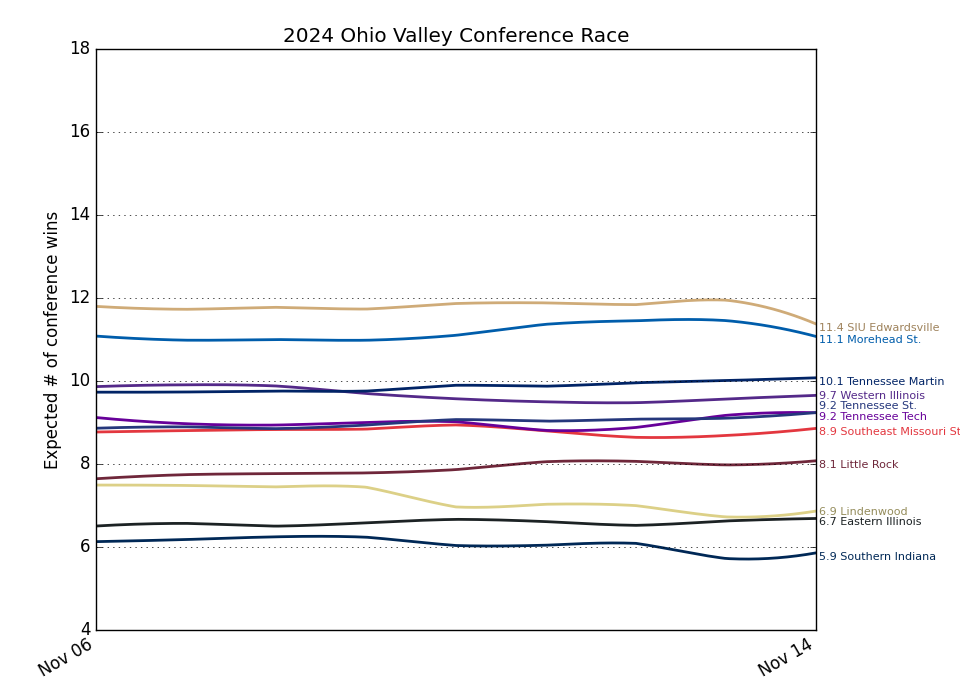 2024 Ohio Valley Conference Race
Expected # of conference wins
18
16
14
12
10
8
6
4
Nov 06
Nov 14
11.4 SIU Edwardsville
11.1 Morehead St.
10.1 Tennessee Martin
9.7 Western Illinois
9.2 Tennessee St.
9.2 Tennessee Tech
8.9 Southeast Missouri St
8.1 Little Rock
6.9 Lindenwood
6.7 Eastern Illinois
5.9 Southern Indiana